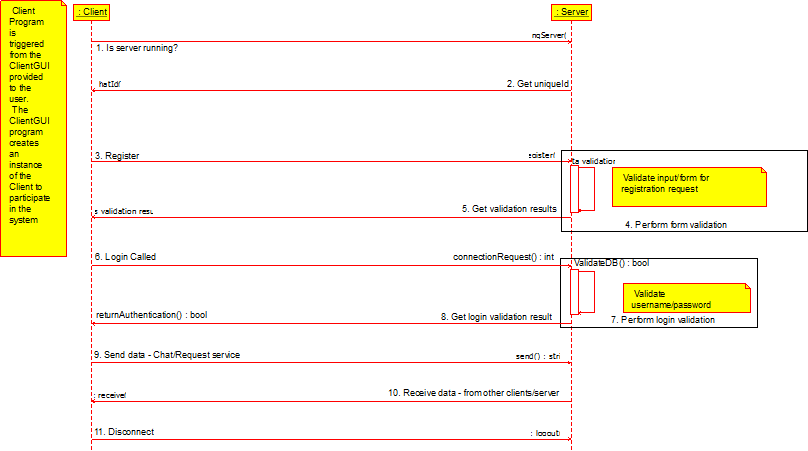 Client
Program
is
triggered
from the
ClientGUI
provided
to the
user.
The
ClientGUI
program
creates
an
instance
of the
Client to
participate
in the
system
: Client
: Server
ngServer(
1. Is server running?
hatId(
2. Get uniqueId
3. Register
egister(
ta validation
Validate input/form for
registration request
4. Perform form validation
s validation resu
5. Get validation results
6. Login Called
connectionRequest() : int
ValidateDB() : bool
Validate
username/password
7. Perform login validation
returnAuthentication() : bool
8. Get login validation result
9. Send data - Chat/Request service
send() : stri
: receive(
10. Receive data - from other clients/server
11. Disconnect
: logout(